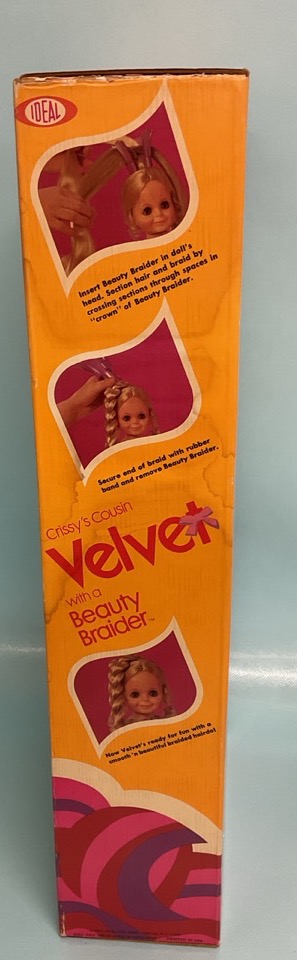 IDEAL
Insert Beauty Braider in doll's
head. Section hair and braid by
crossing sections through spaces in
"crown" of Beauty Braider.
Secure end of braid with rubber
band and remove Beauty Braider.
Crissy's Cousin
Velvet
with a
Beauty
Braider™
Now Velvet's ready for fun with a
smooth 'n beautiful braided hairdo!